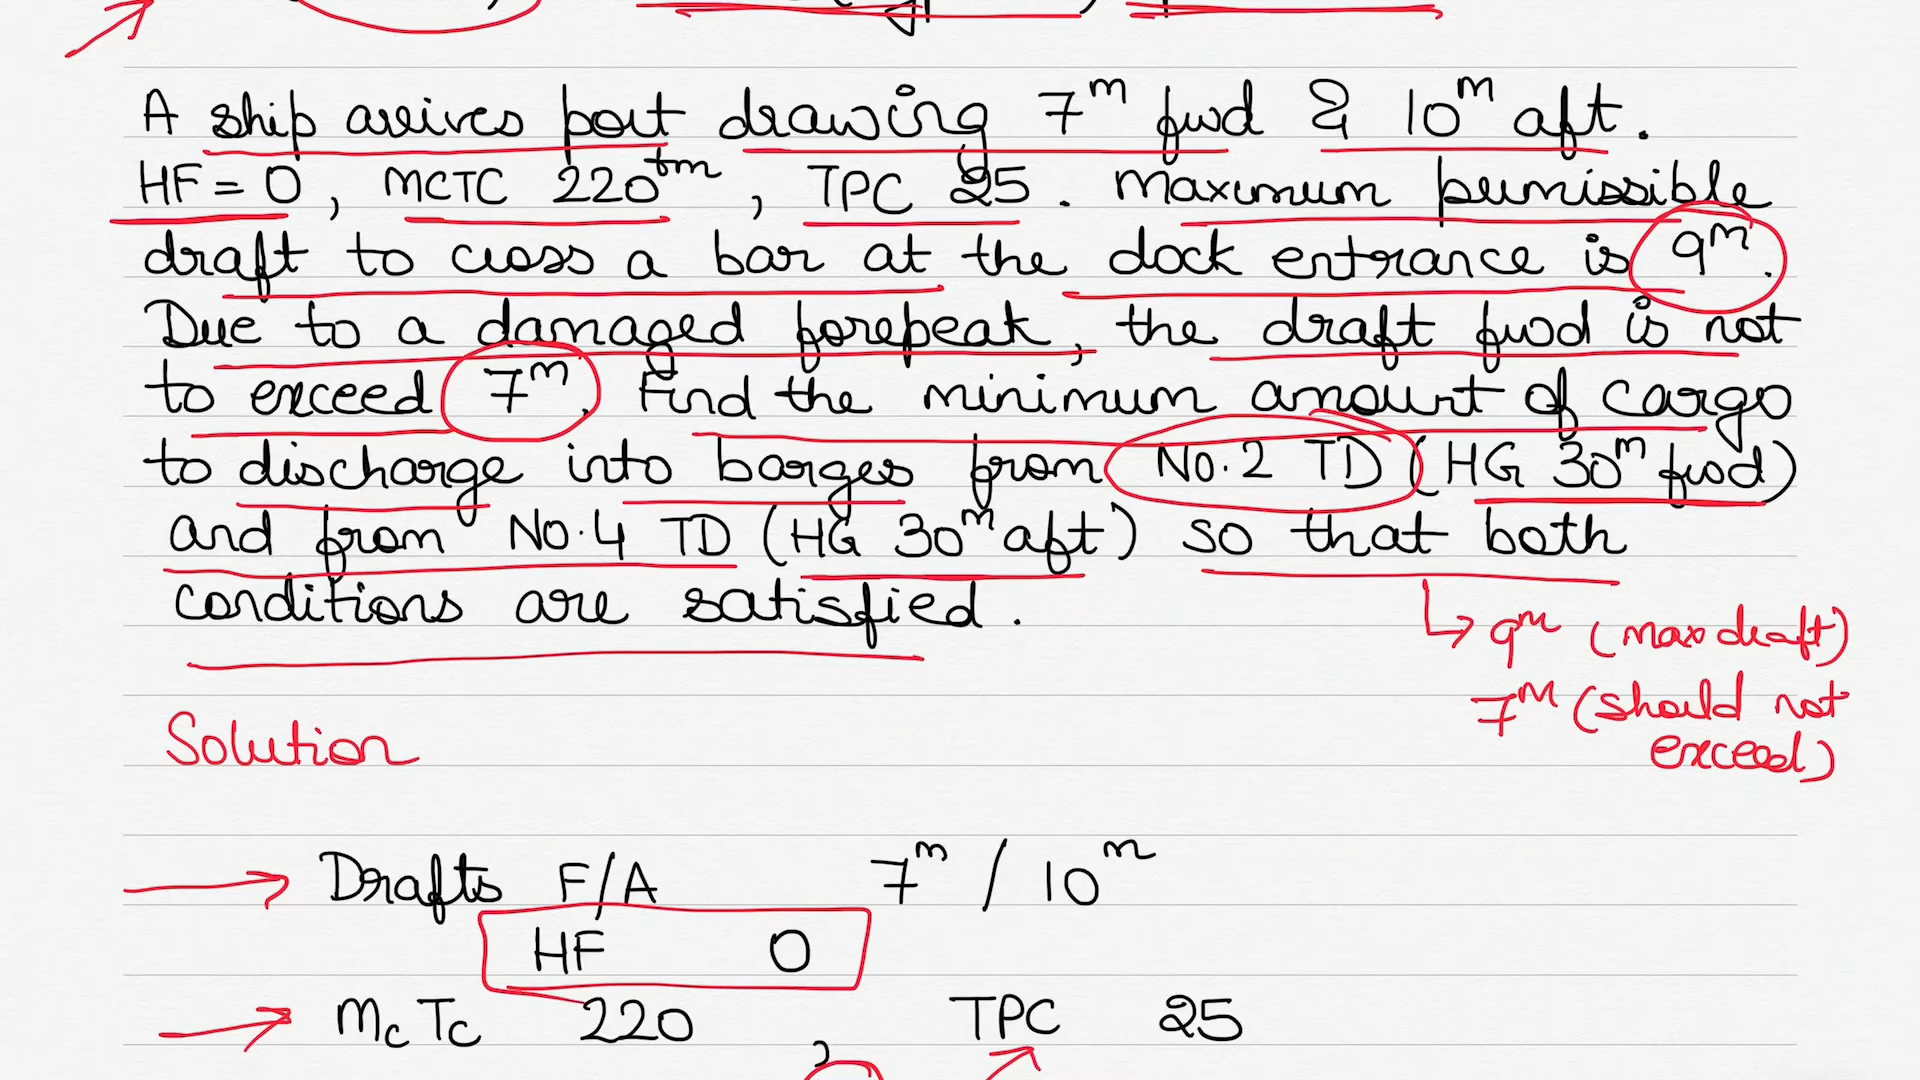 A ship arrives port drawing 7m fwd & 10m aft.
HF = 0, MCTC 220tm, TPC 25. Maximum permissible
draft to cross a bar at the dock entrance is 9m.
Due to a damaged forepeak, the draft fwd is not
to exceed 7m. Find the minimum amount of cargo
to discharge into barges from No.2 TD (HG 30m fwd)
and from No.4 TD (HG 30m aft) so that both
conditions are satisfied.
9m (max draft)
7m (should not
exceed)
Solution
Drafts F/A 7m / 10m
HF 0
McTc 220 TPC 25